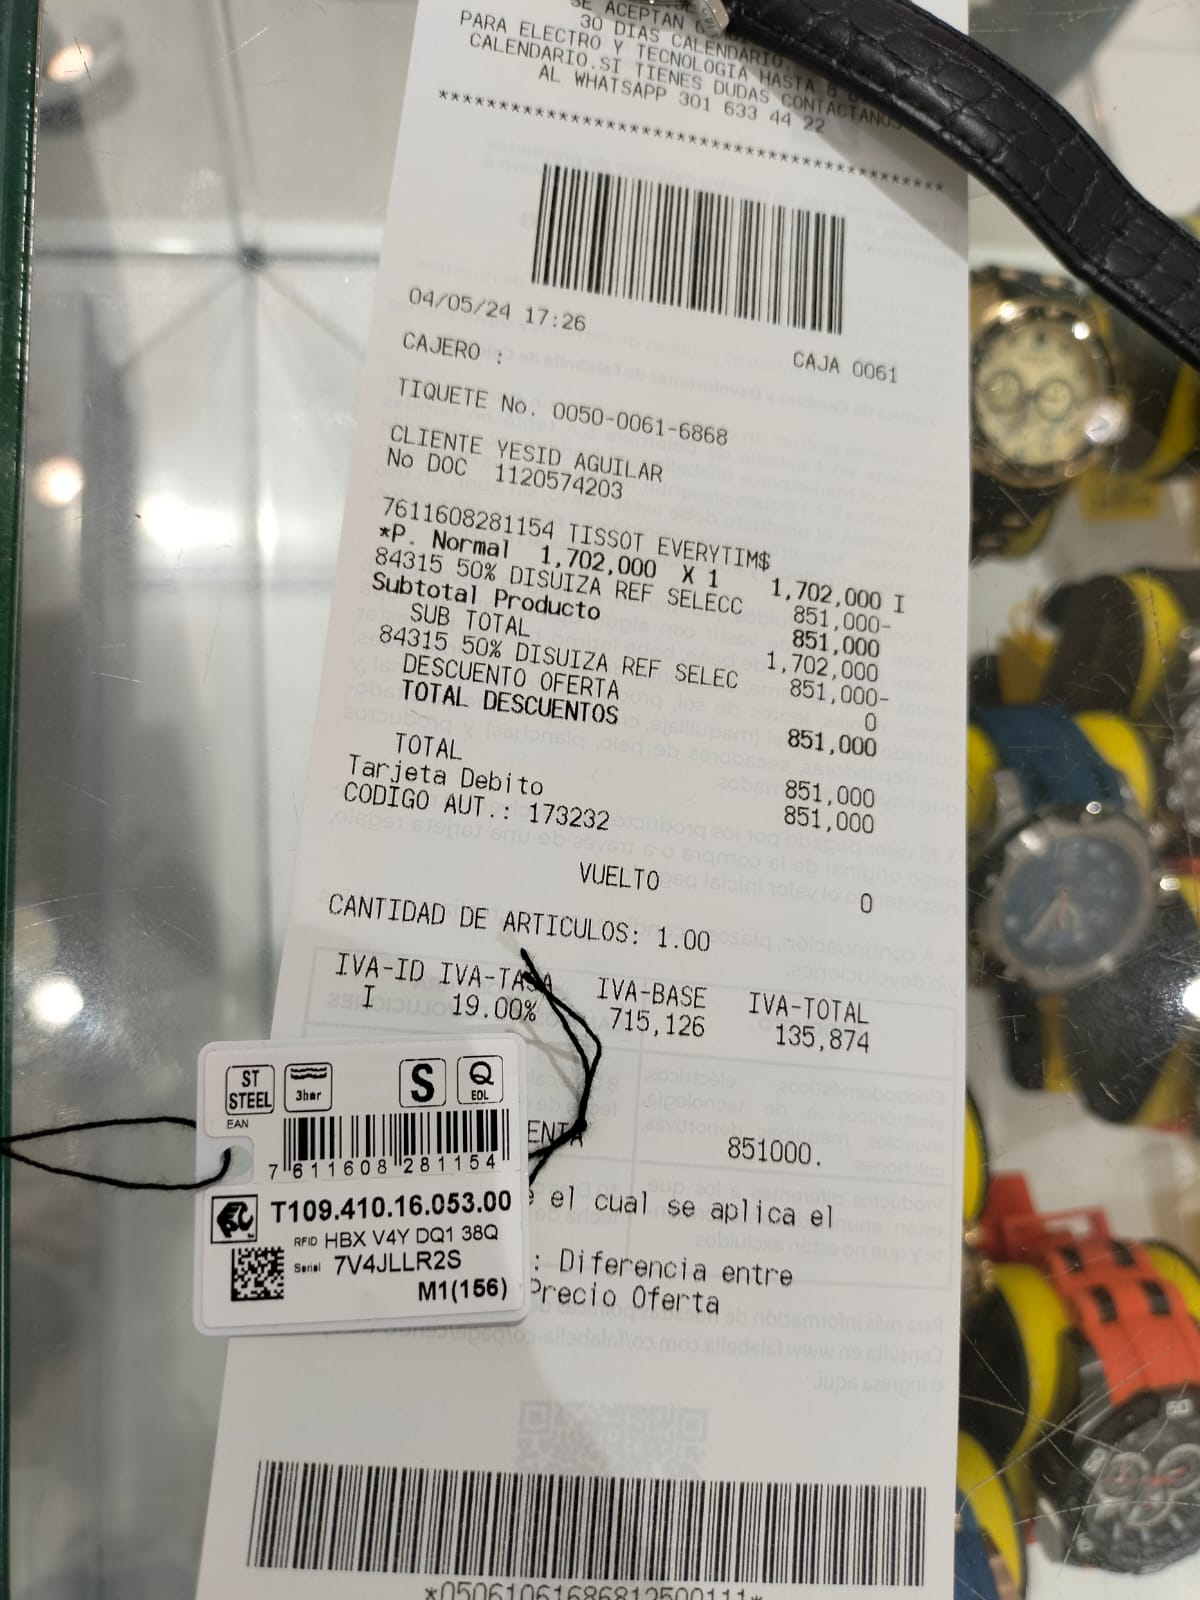 SE ACEPTAN
30 DIAS CALENDARIO.
PARA ELECTRO Y TECNOLOGIA HASTA 8
CALENDARIO.SI TIENES DUDAS CONTACTANOS
AL WHATSAPP 301 633 44 22
******************************************
04/05/24 17:26
CAJERO : CAJA 0061
TIQUETE No. 0050-0061-6868
CLIENTE YESID AGUILAR
No DOC 1120574203
7611608281154 TISSOT EVERYTIM$
*P. Normal 1,702,000 X 1 1,702,000 I
84315 50% DISUIZA REF SELECC 851,000-
Subtotal Producto 851,000
SUB TOTAL 1,702,000
84315 50% DISUIZA REF SELEC 851,000-
DESCUENTO OFERTA 0
TOTAL DESCUENTOS 851,000
TOTAL 851,000
Tarjeta Debito 851,000
CODIGO AUT.: 173232
VUELTO 0
CANTIDAD DE ARTICULOS: 1.00
IVA-ID IVA-TASA IVA-BASE IVA-TOTAL
I 19.00% 715,126 135,874
ENTA 851000.
e el cual se aplica el
: Diferencia entre
Precio Oferta
*05061061686812500111*
ST STEEL
3bar
S
Q
EOL
EAN
7 611608 281154
T109.410.16.053.00
RFID HBX V4Y DQ1 38Q
Serial 7V4JLLR2S
M1(156)